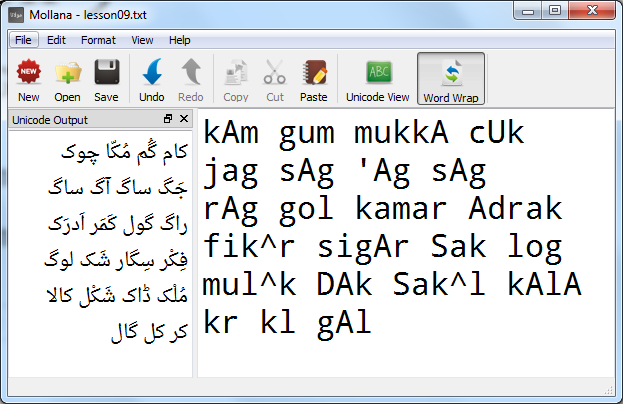 Mollana - lesson09.txt
File Edit Format View Help
New Open Save Undo Redo Copy Cut Paste Unicode View Word Wrap
Unicode Output
کام گُم مُکّا چوک
جَگ ساگ آگ ساگ
راگ گول کَمَر اَدرَک
فِکْر سِگار شَک لوگ
مُلْک ڈاک شَکْل کالا
کر کل گال
kAm gum mukkA cUk
jag sAg 'Ag sAg
rAg gol kamar Adrak
fik^r sigAr Sak log
mul^k DAk Sak^l kAlA
kr kl gAl